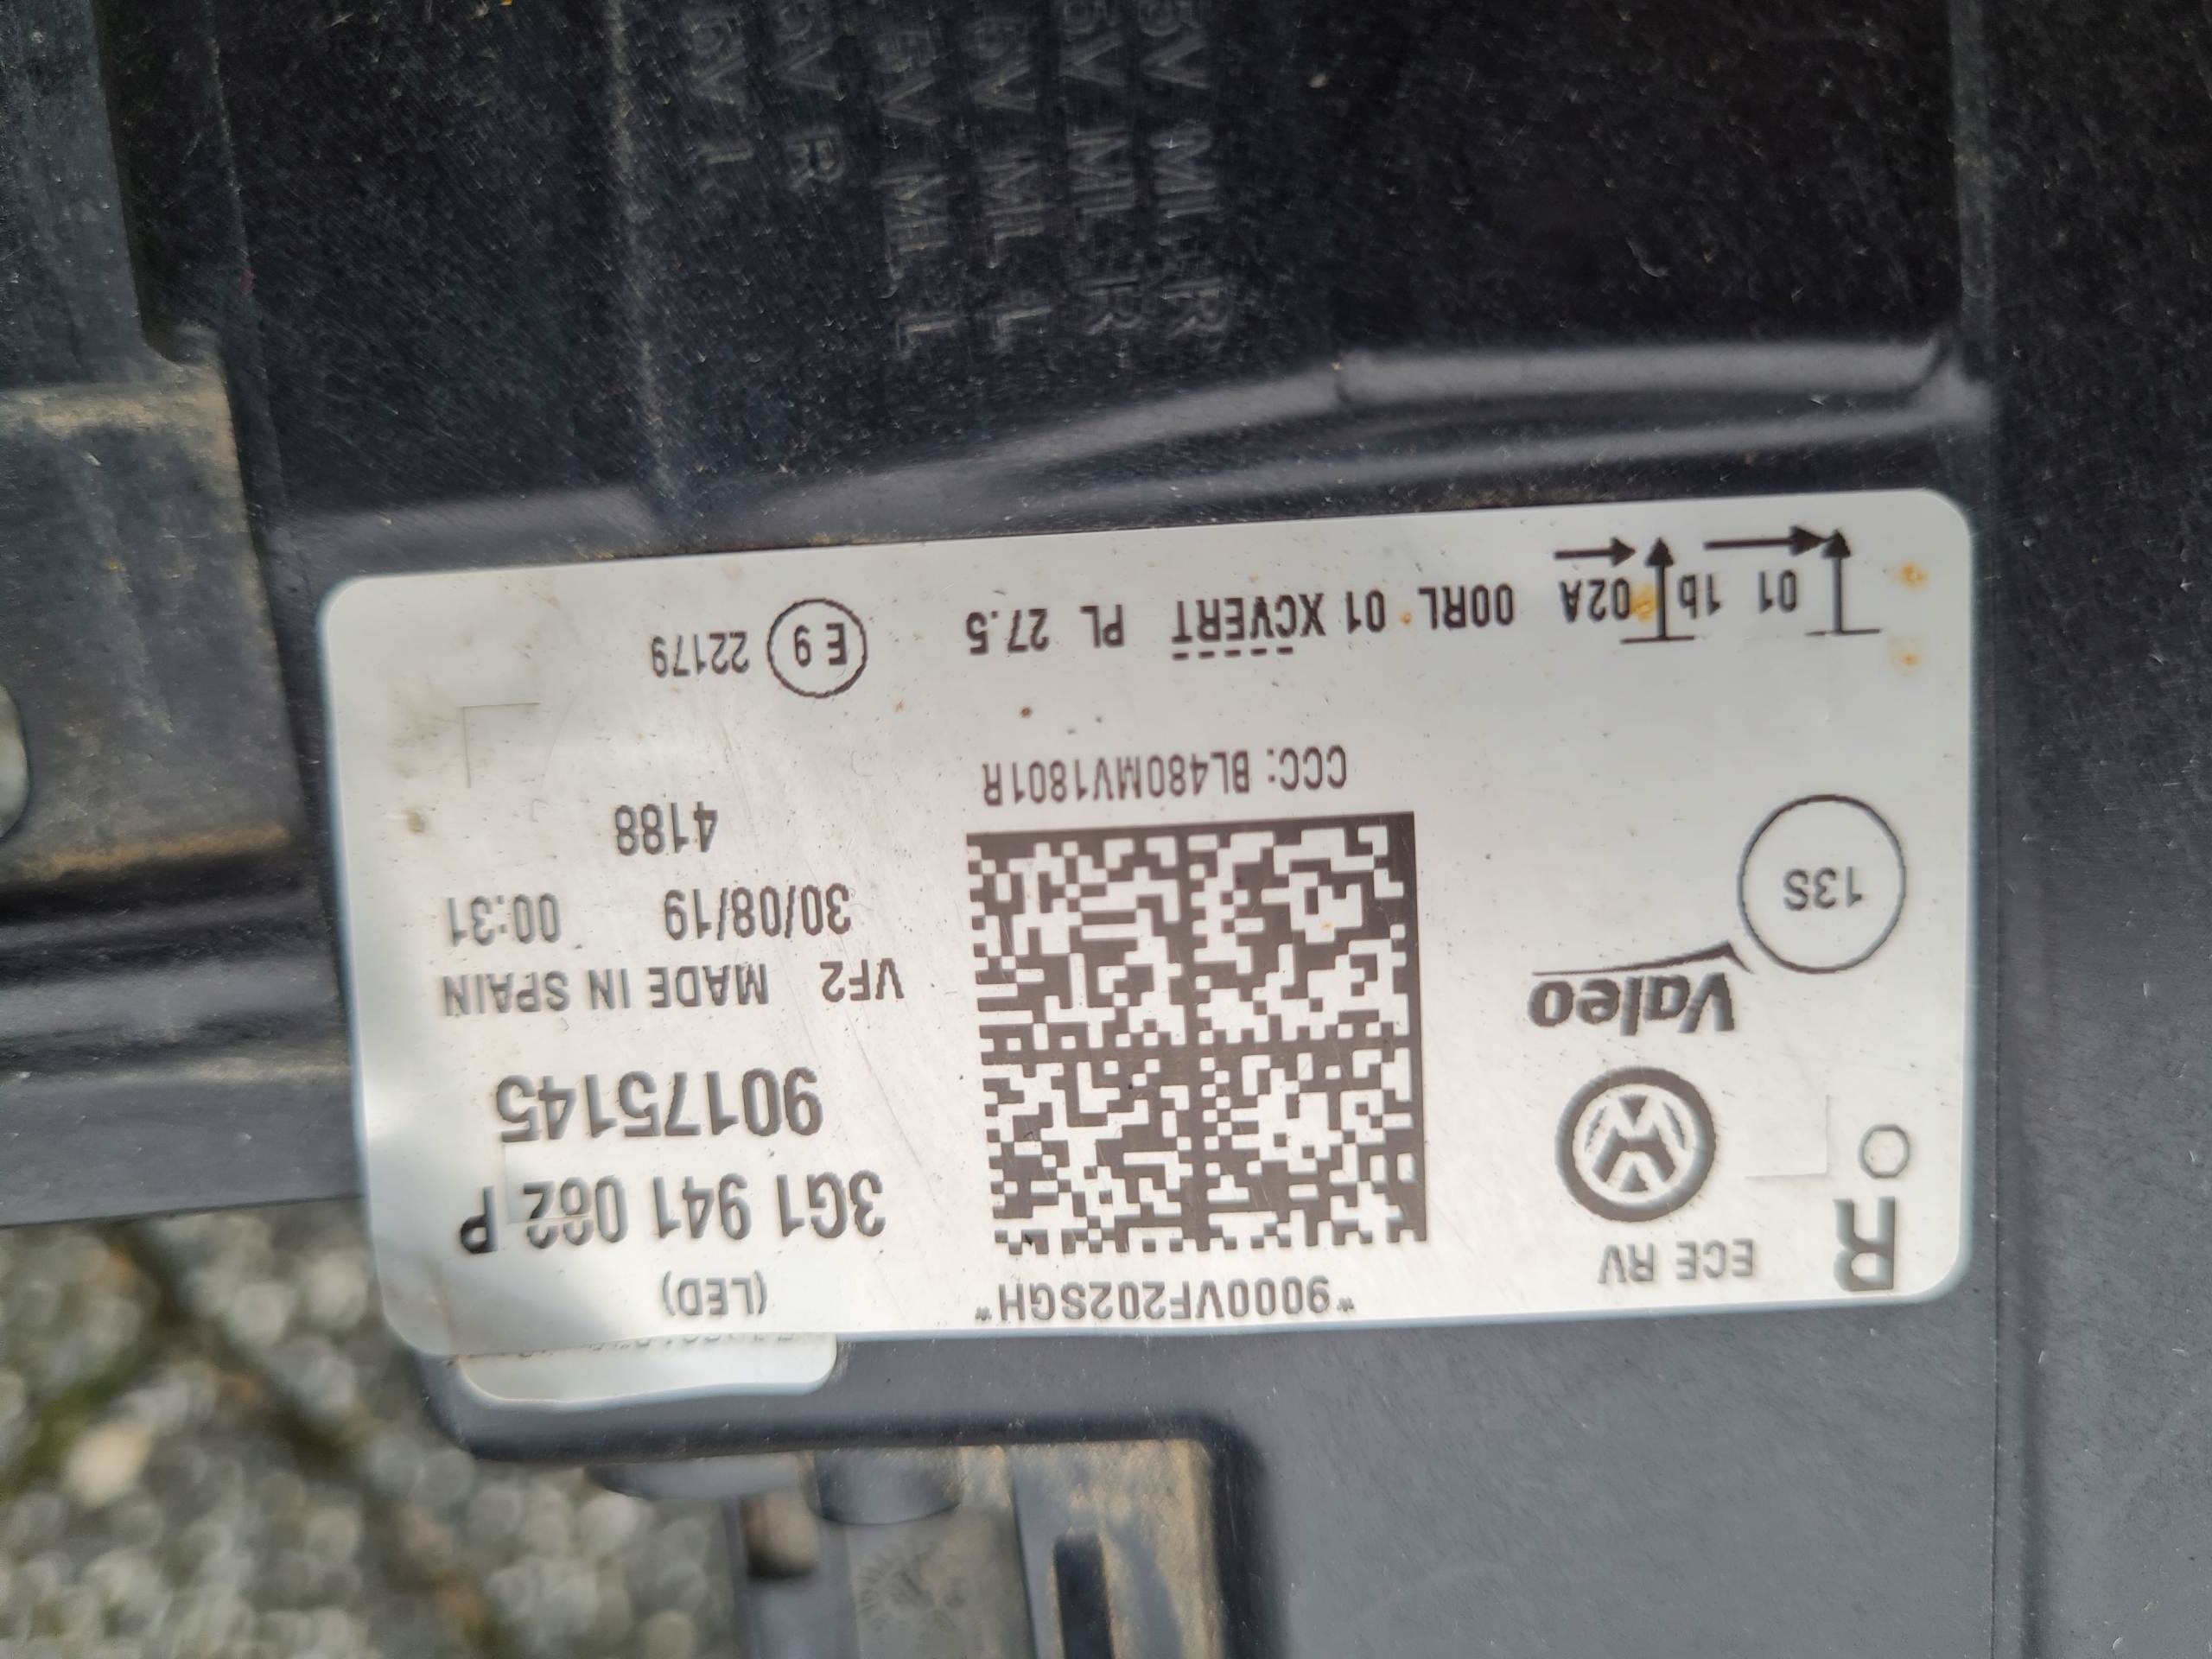 R
ECE RV
*9000VF202SGH*
(LED)
3G1 941 082 P
90175145
Valeo
VF2 MADE IN SPAIN
13S
30/08/19 00:31
4188
CCC: BL480MV1801R
01 1b 02A 00RL 01 XCVERT PL 27.5
E9 22179